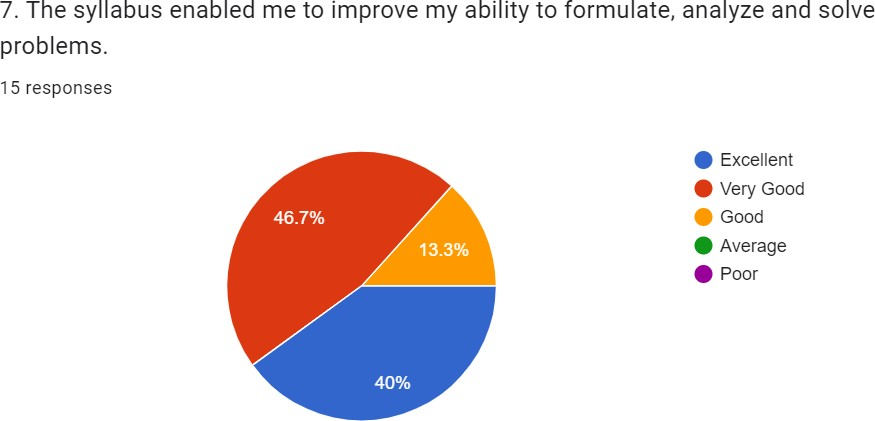 7. The syllabus enabled me to improve my ability to formulate, analyze and solve
problems.
15 responses
46.7%
13.3%
40%
Excellent
Very Good
Good
Average
Poor